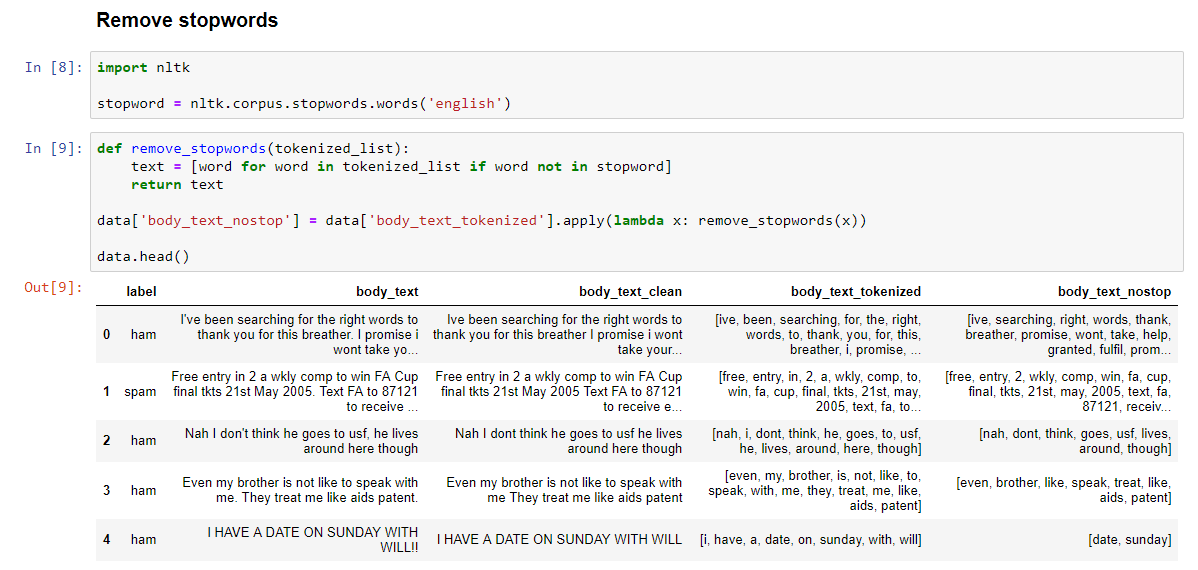 Remove stopwords
In [8]: import nltk
stopword = nltk.corpus.stopwords.words('english')
In [9]: def remove_stopwords(tokenized_list):
text = [word for word in tokenized_list if word not in stopword]
return text
data['body_text_nostop'] = data['body_text_tokenized'].apply(lambda x: remove_stopwords(x))
data.head()
Out[9]:
label body_text body_text_clean body_text_tokenized body_text_nostop
0 ham
I've been searching for the right words to
thank you for this breather. I promise i
wont take yo...
Ive been searching for the right words to
thank you for this breather I promise i wont
take your...
[ive, been, searching, for, the, right,
words, to, thank, you, for, this,
breather, i, promise, ...
[ive, searching, right, words, thank,
breather, promise, wont, take, help,
granted, fulfil, prom...
1 spam
Free entry in 2 a wkly comp to win FA Cup
final tkts 21st May 2005. Text FA to 87121
to receive ...
Free entry in 2 a wkly comp to win FA Cup
final tkts 21st May 2005 Text FA to 87121
to receive e...
[free, entry, in, 2, a, wkly, comp, to,
win, fa, cup, final, tkts, 21st, may,
2005, text, fa, to...
[free, entry, 2, wkly, comp, win, fa, cup,
final, tkts, 21st, may, 2005, text, fa,
87121, receiv...
2 ham
Nah I don't think he goes to usf, he lives
around here though
Nah I dont think he goes to usf he lives
around here though
[nah, i, dont, think, he, goes, to, usf,
he, lives, around, here, though]
[nah, dont, think, goes, usf, lives,
around, though]
3 ham
Even my brother is not like to speak with
me. They treat me like aids patent.
Even my brother is not like to speak with
me They treat me like aids patent
[even, my, brother, is, not, like, to,
speak, with, me, they, treat, me, like,
aids, patent]
[even, brother, like, speak, treat, like,
aids, patent]
4 ham
I HAVE A DATE ON SUNDAY WITH
WILL!!
I HAVE A DATE ON SUNDAY WITH WILL
[i, have, a, date, on, sunday, with, will]
[date, sunday]